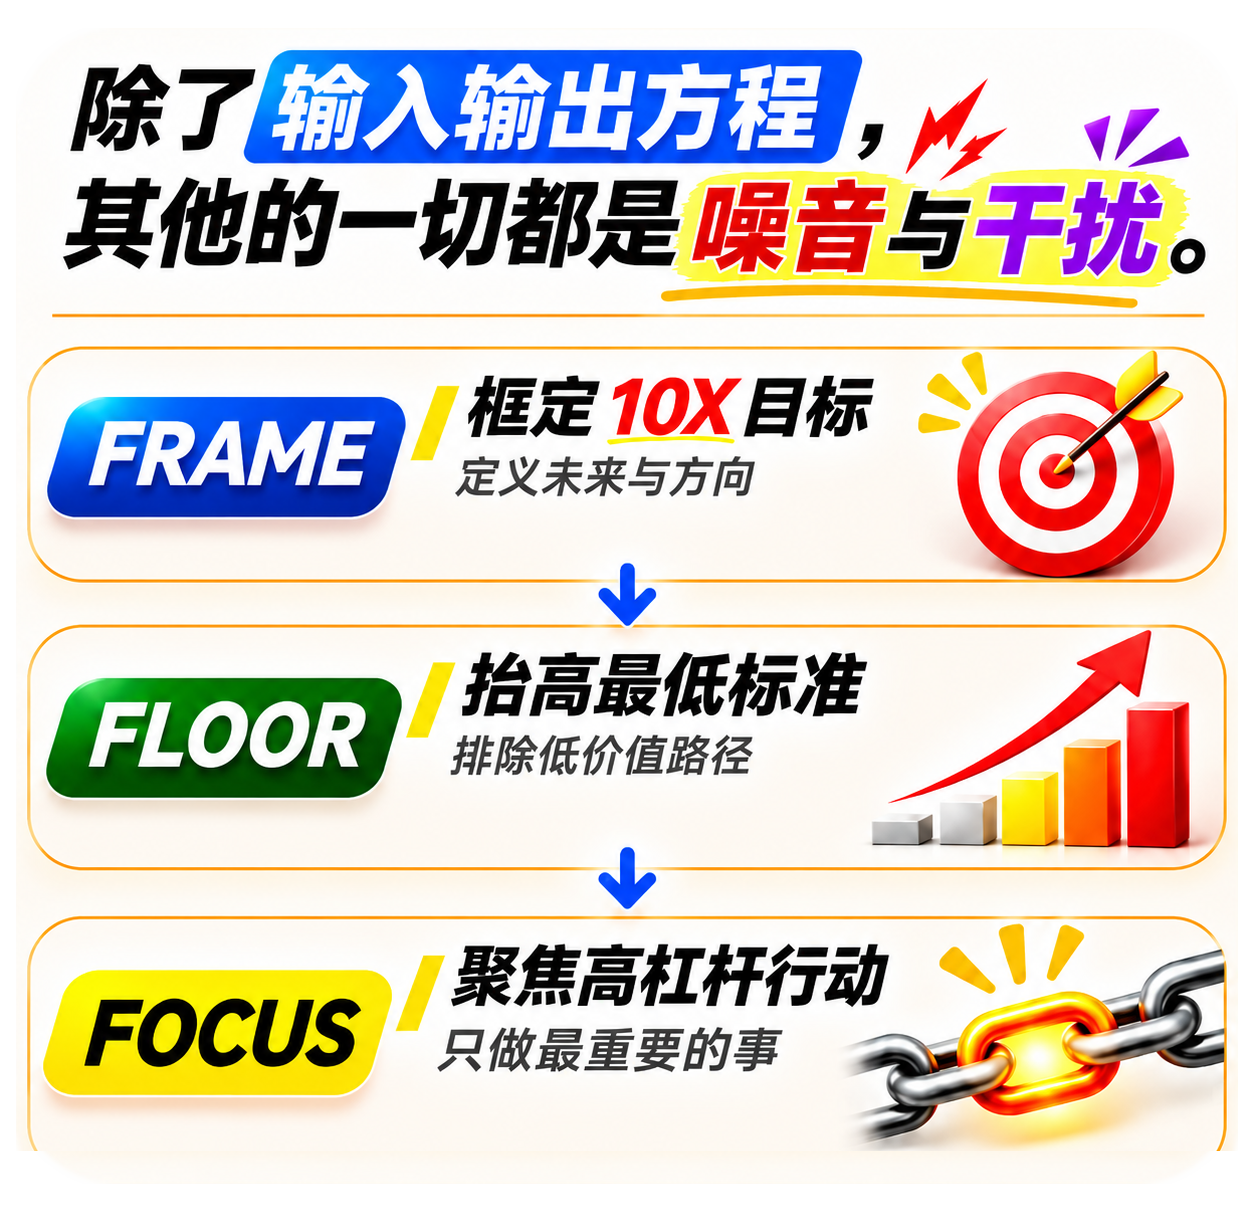 除了输入输出方程，
其他的一切都是噪音与干扰。
FRAME
框定 10X 目标
定义未来与方向
FLOOR
抬高最低标准
排除低价值路径
FOCUS
聚焦高杠杆行动
只做最重要的事